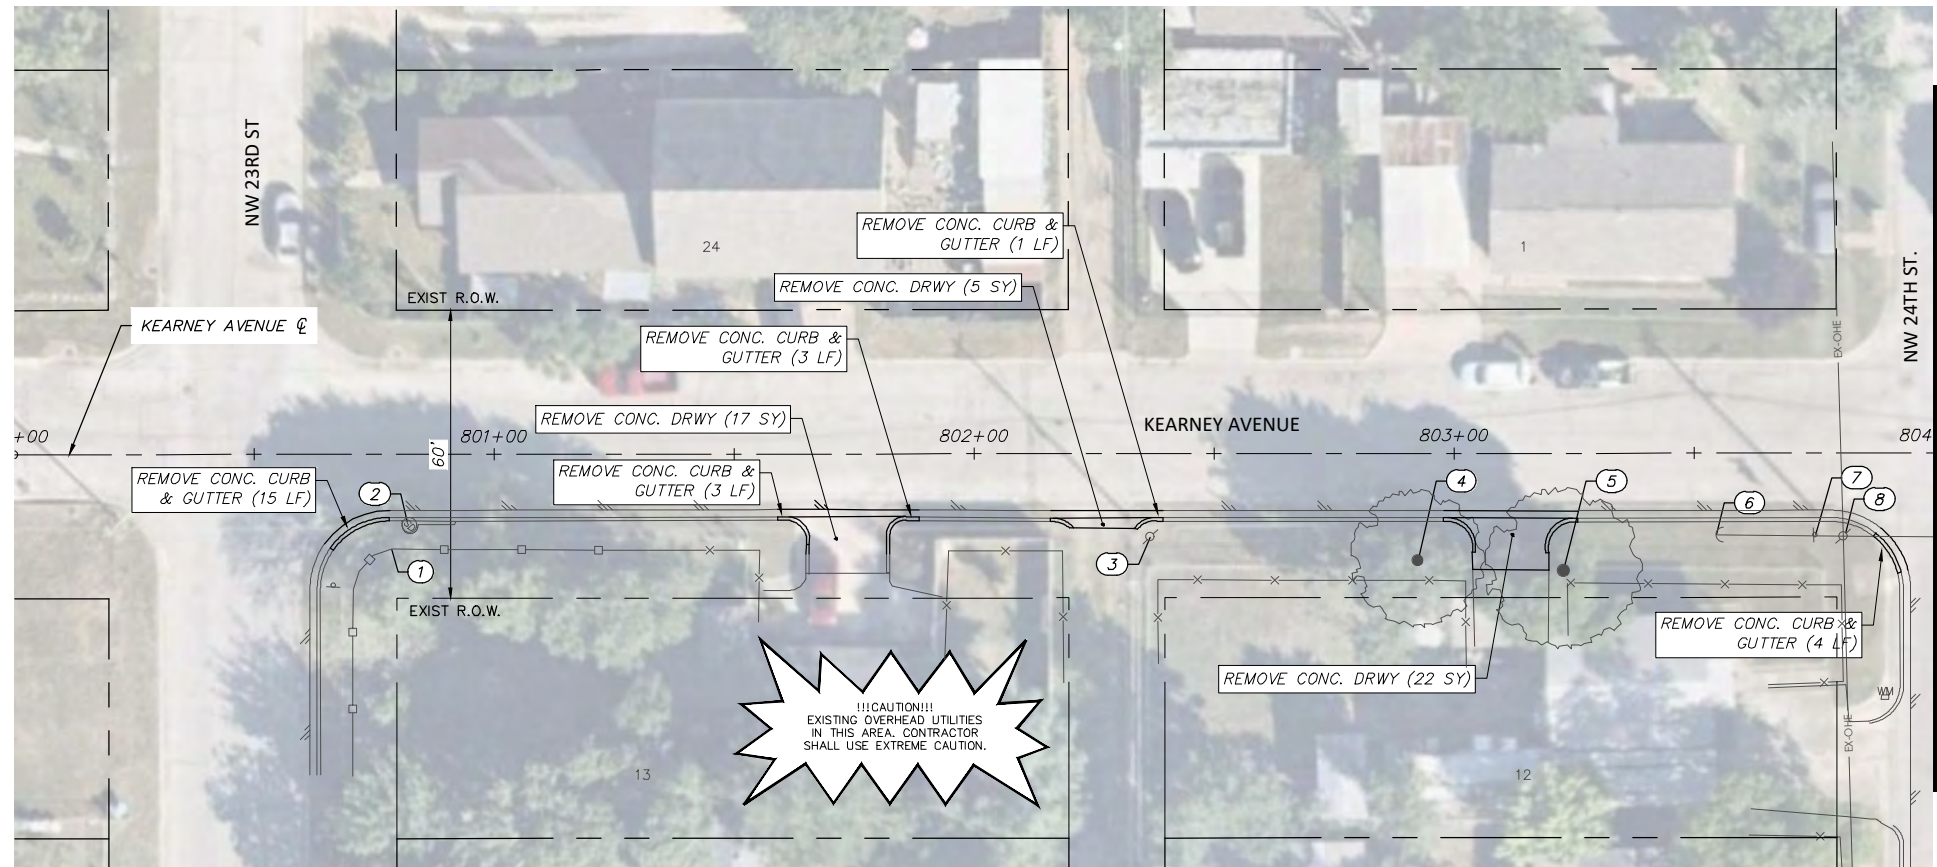 NW 23RD ST
24
1
REMOVE CONC. CURB &
GUTTER (1 LF)
REMOVE CONC. DRWY (5 SY)
EXIST R.O.W.
KEARNEY AVENUE ℄
REMOVE CONC. CURB &
GUTTER (3 LF)
EX-OHE
NW 24TH ST.
REMOVE CONC. DRWY (17 SY)
KEARNEY AVENUE
+00
801+00
802+00
803+00
804
60'
REMOVE CONC. CURB
& GUTTER (15 LF)
REMOVE CONC. CURB &
GUTTER (3 LF)
2
4
5
6
7
8
1
3
P
EXIST R.O.W.
REMOVE CONC. CURB &
GUTTER (4 LF)
REMOVE CONC. DRWY (22 SY)
WM
EX-OHE
!!!CAUTION!!!
EXISTING OVERHEAD UTILITIES
IN THIS AREA. CONTRACTOR
SHALL USE EXTREME CAUTION.
13
12